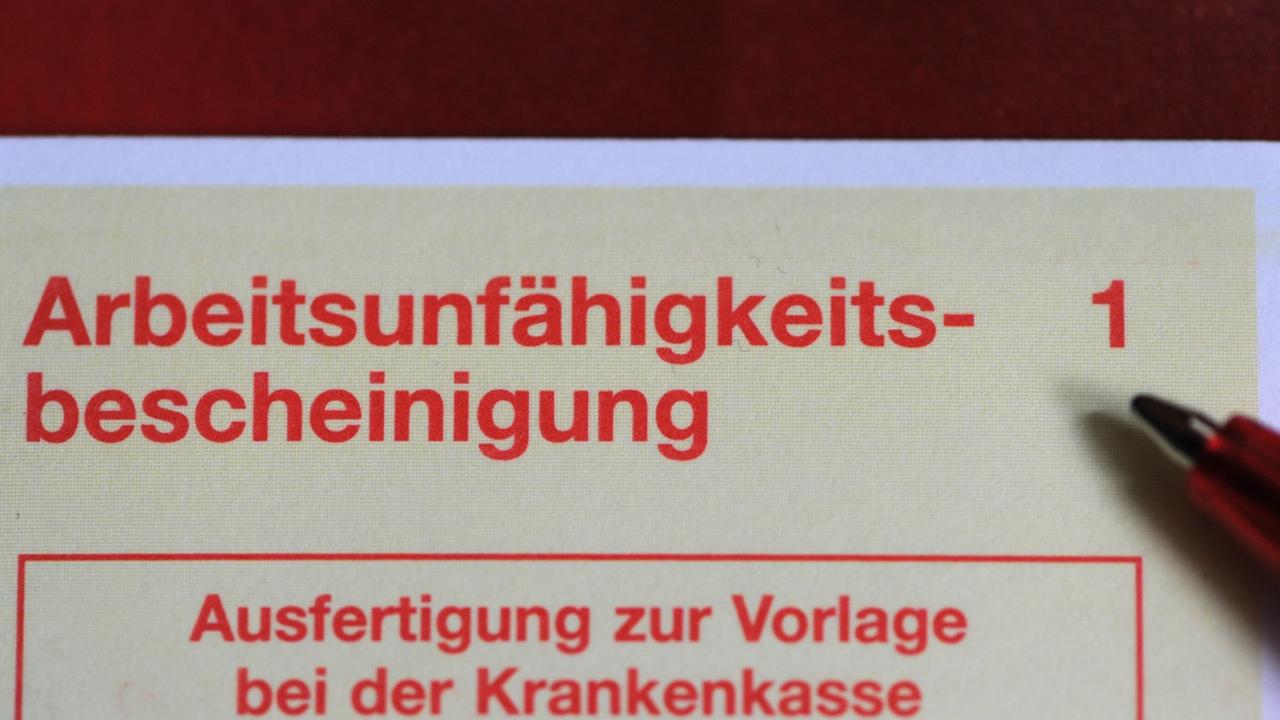 Arbeitsunfähigkeits- 1
bescheinigung
Ausfertigung zur Vorlage
bei der Krankenkasse